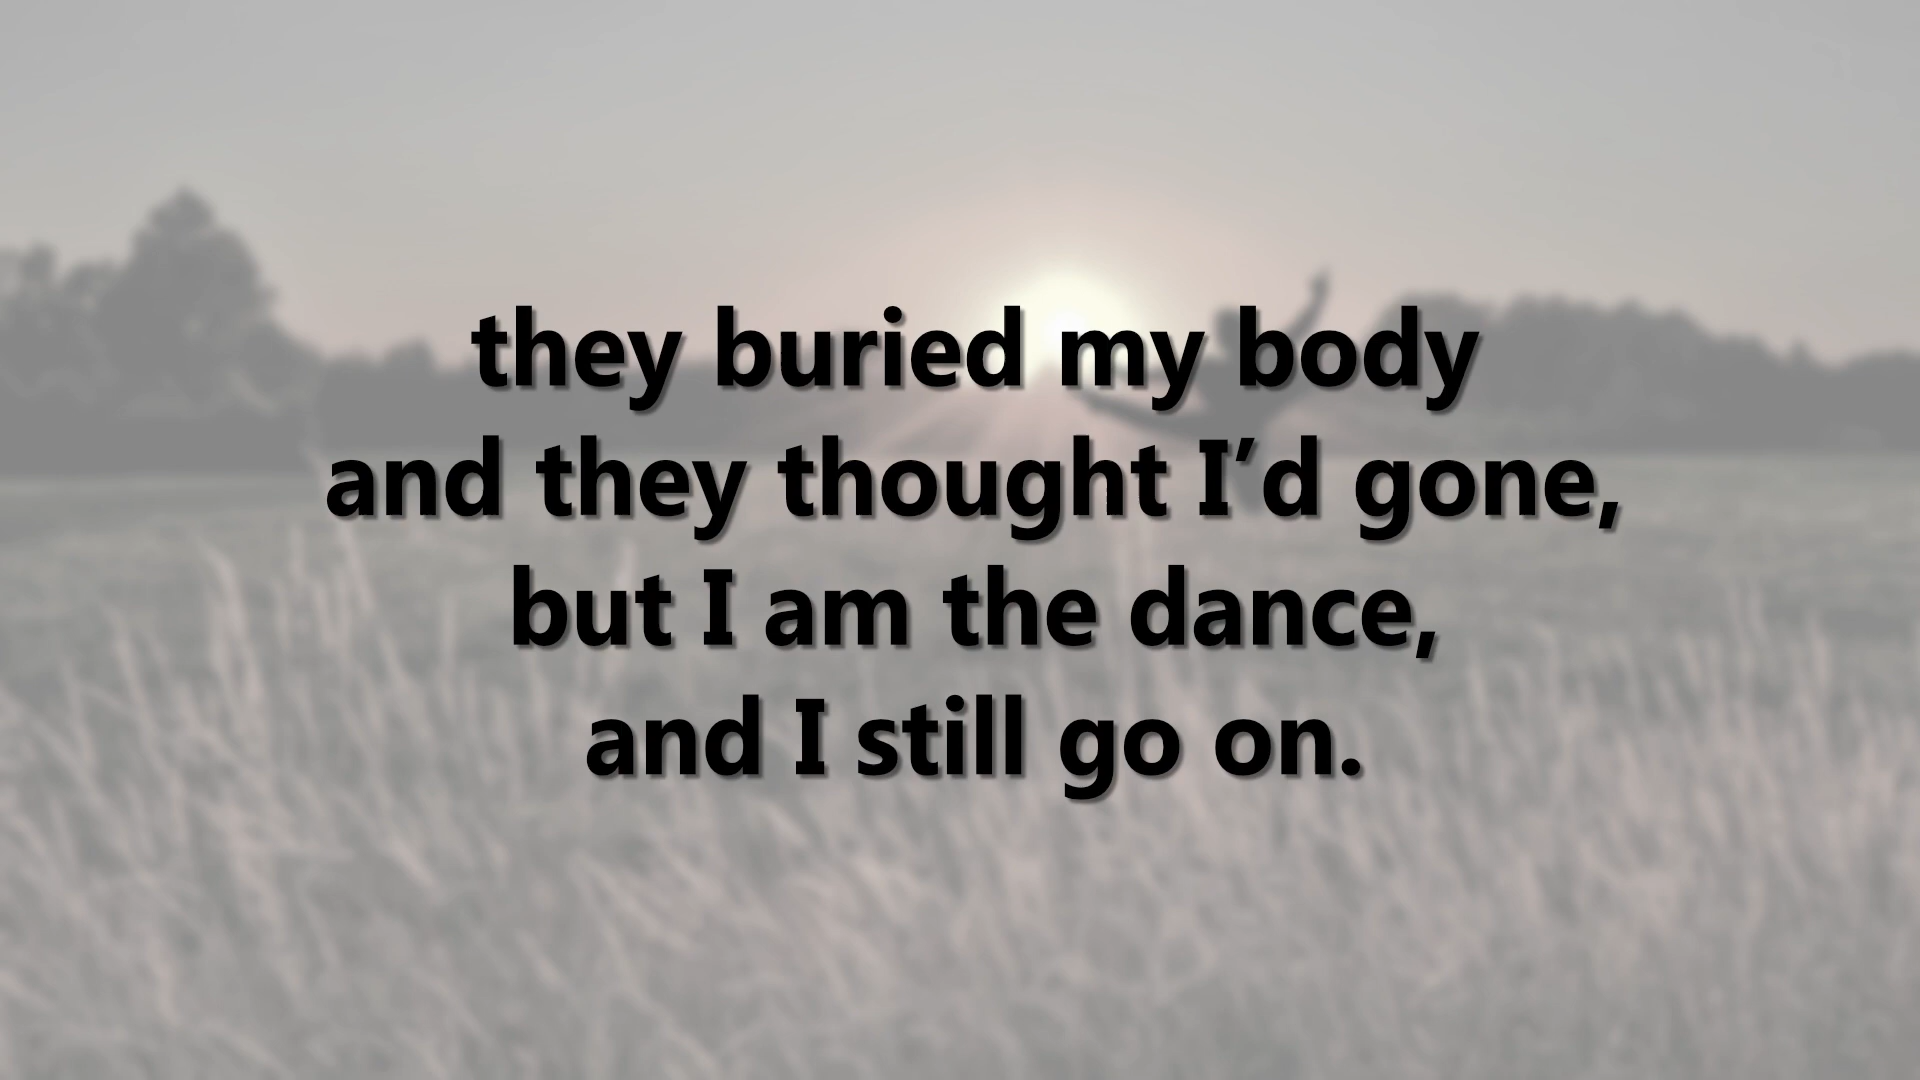 they buried my body
and they thought I’d gone,
but I am the dance,
and I still go on.